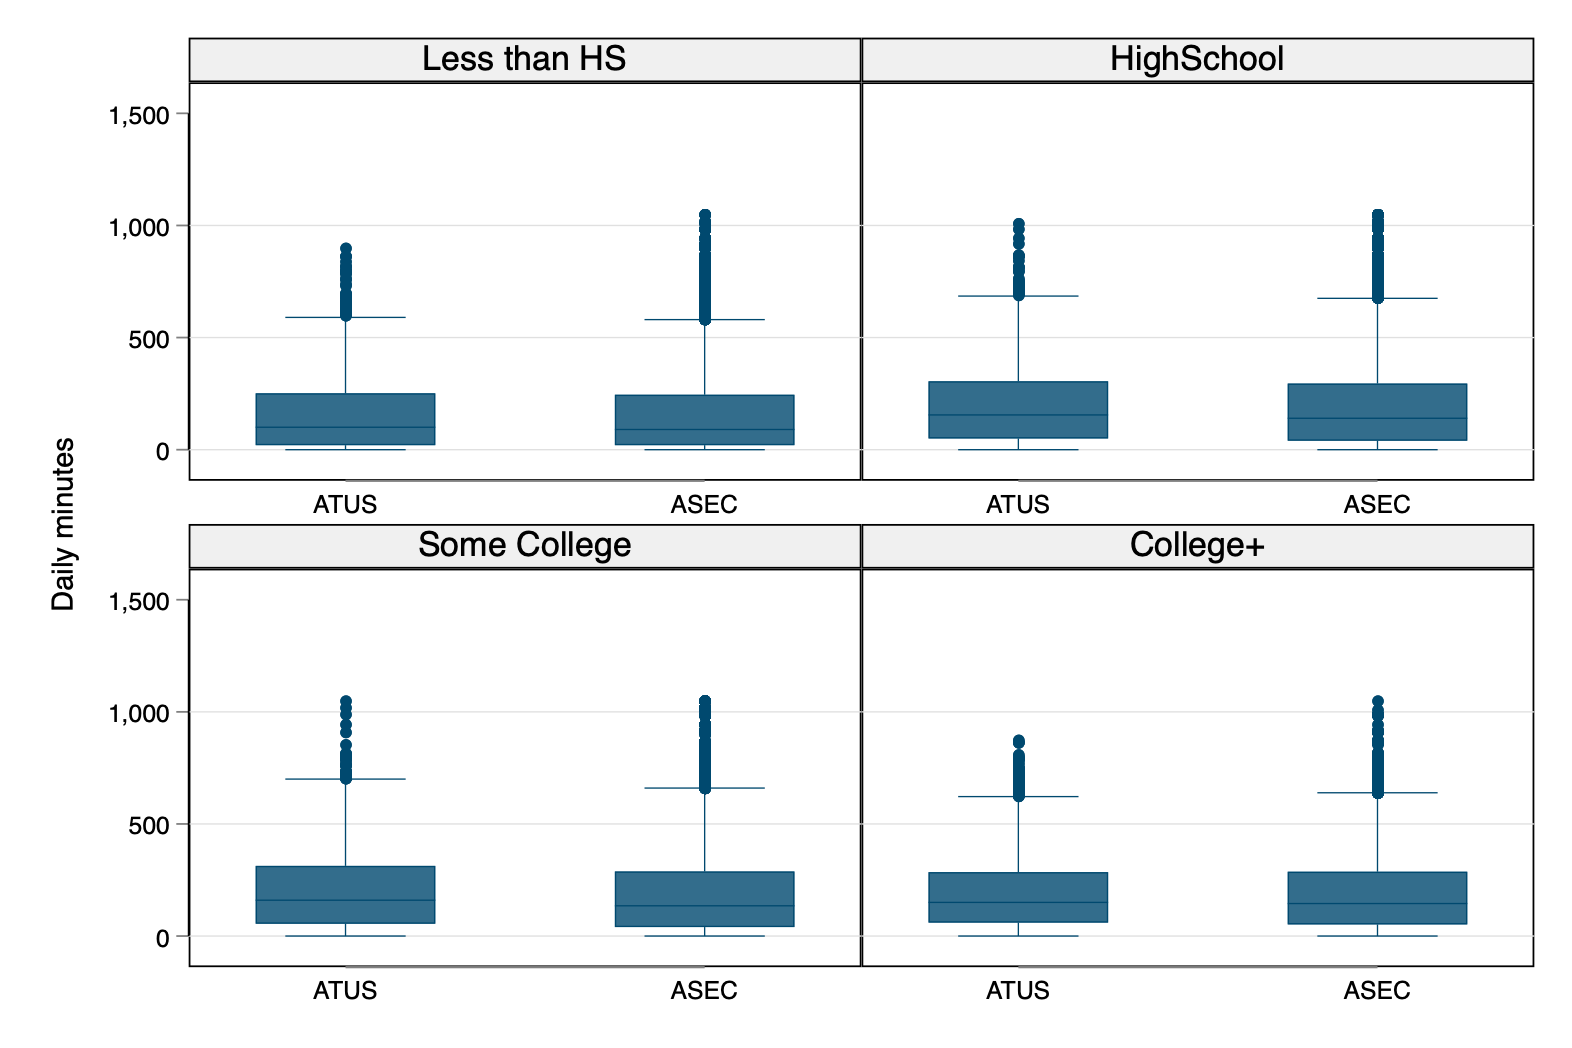 Less than HS
HighSchool
1,500
1,000
500
0
ATUS
ASEC
ATUS
ASEC
Daily minutes
Some College
College+
1,500
1,000
500
0
ATUS
ASEC
ATUS
ASEC